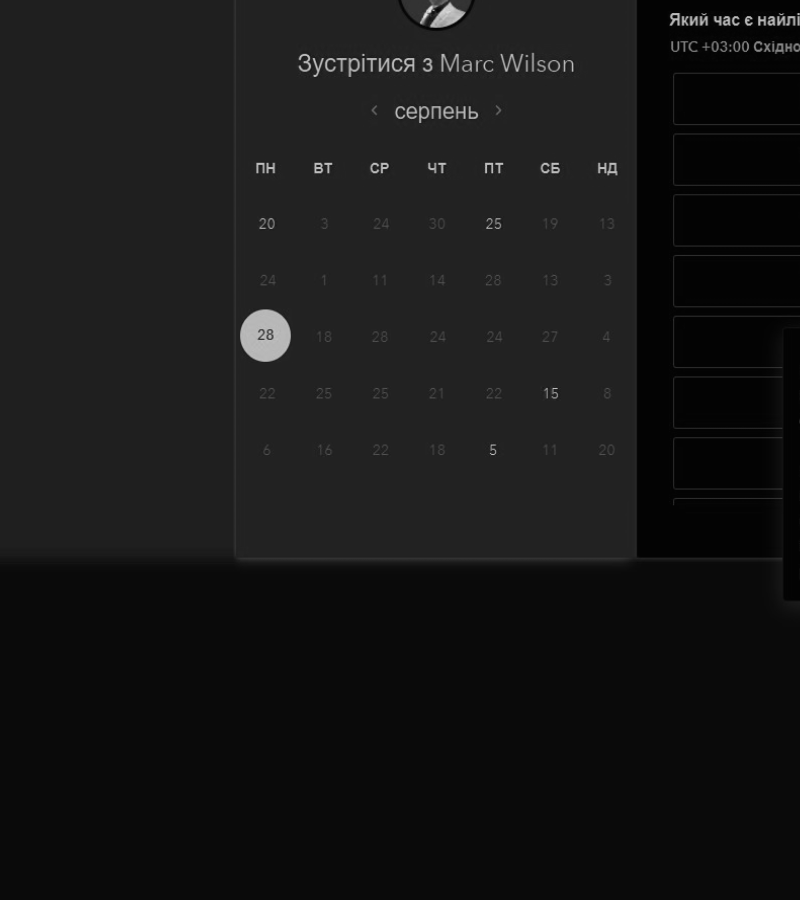 Зустрітися з Marc Wilson
серпень
ПН ВТ СР ЧТ ПТ СБ НД
20 3 24 30 25 19 13
24 1 11 14 28 13 3
28 18 28 24 24 27 4
22 25 25 21 22 15 8
6 16 22 18 5 11 20
Який час є найлі
UTC +03:00 Східно